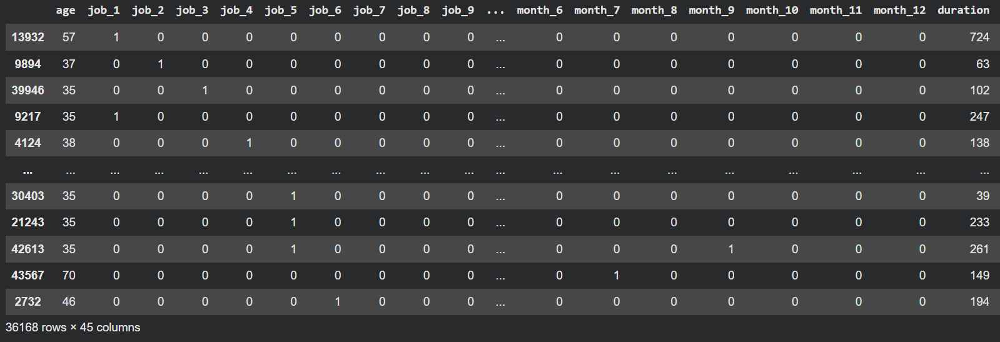 age job_1 job_2 job_3 job_4 job_5 job_6 job_7 job_8 job_9 ... month_6 month_7 month_8 month_9 month_10 month_11 month_12 duration
13932 57 1 0 0 0 0 0 0 0 0 ... 0 0 0 0 0 0 0 724
9894 37 0 1 0 0 0 0 0 0 0 ... 0 0 0 0 0 0 0 63
39946 35 0 0 1 0 0 0 0 0 0 ... 0 0 0 0 0 0 0 102
9217 35 1 0 0 0 0 0 0 0 0 ... 0 0 0 0 0 0 0 247
4124 38 0 0 0 1 0 0 0 0 0 ... 0 0 0 0 0 0 0 138
... ... ... ... ... ... ... ... ... ... ... ... ... ... ... ... ... ... ... ...
30403 35 0 0 0 0 1 0 0 0 0 ... 0 0 0 0 0 0 0 39
21243 35 0 0 0 0 1 0 0 0 0 ... 0 0 0 0 0 0 0 233
42613 35 0 0 0 0 1 0 0 0 0 ... 0 0 0 1 0 0 0 261
43567 70 0 0 0 0 0 0 0 0 0 ... 0 1 0 0 0 0 0 149
2732 46 0 0 0 0 0 1 0 0 0 ... 0 0 0 0 0 0 0 194
36168 rows × 45 columns